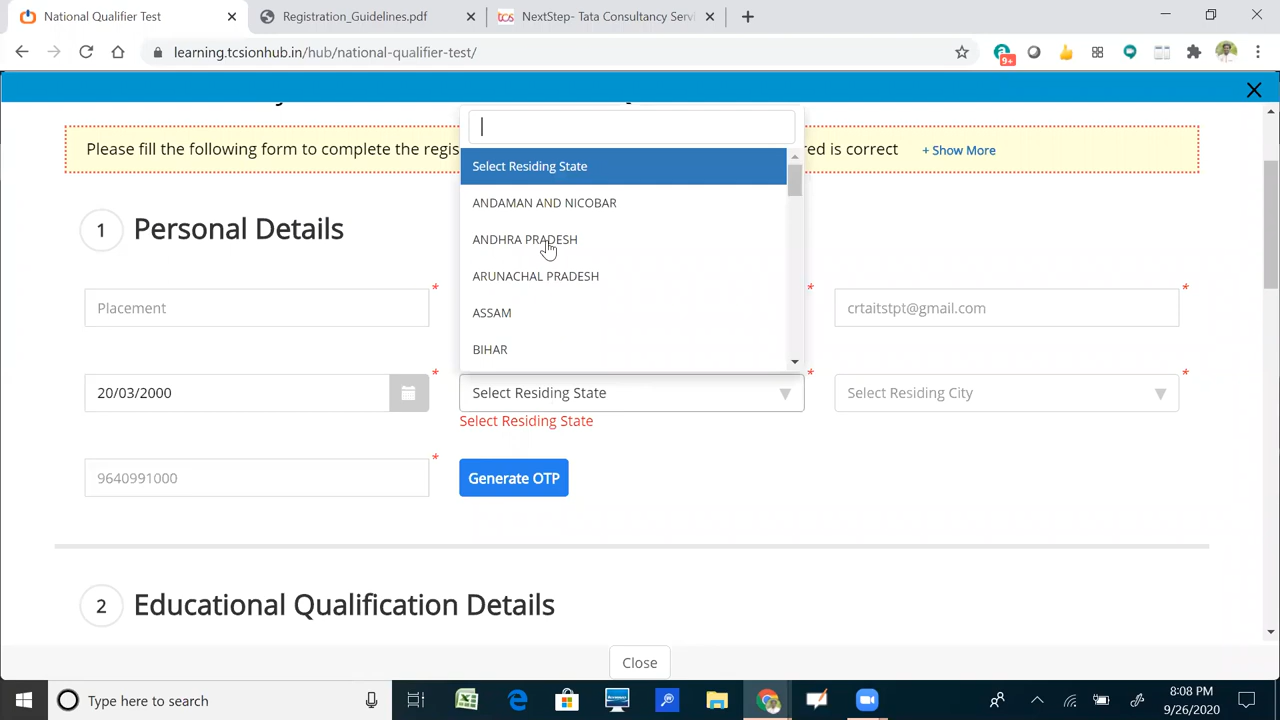 National Qualifier Test
Registration_Guidelines.pdf
tcs
NextStep- Tata Consultancy Servi
learning.tcsionhub.in/hub/national-qualifier-test/
9+
Please fill the following form to complete the regis
red is correct
+ Show More
Select Residing State
ANDAMAN AND NICOBAR
ANDHRA PRADESH
ARUNACHAL PRADESH
ASSAM
BIHAR
1 Personal Details
Placement
*
*
crtaitstpt@gmail.com
*
20/03/2000
*
Select Residing State
*
Select Residing City
*
Select Residing State
9640991000
*
Generate OTP
2 Educational Qualification Details
Close
Type here to search
8:08 PM
9/26/2020